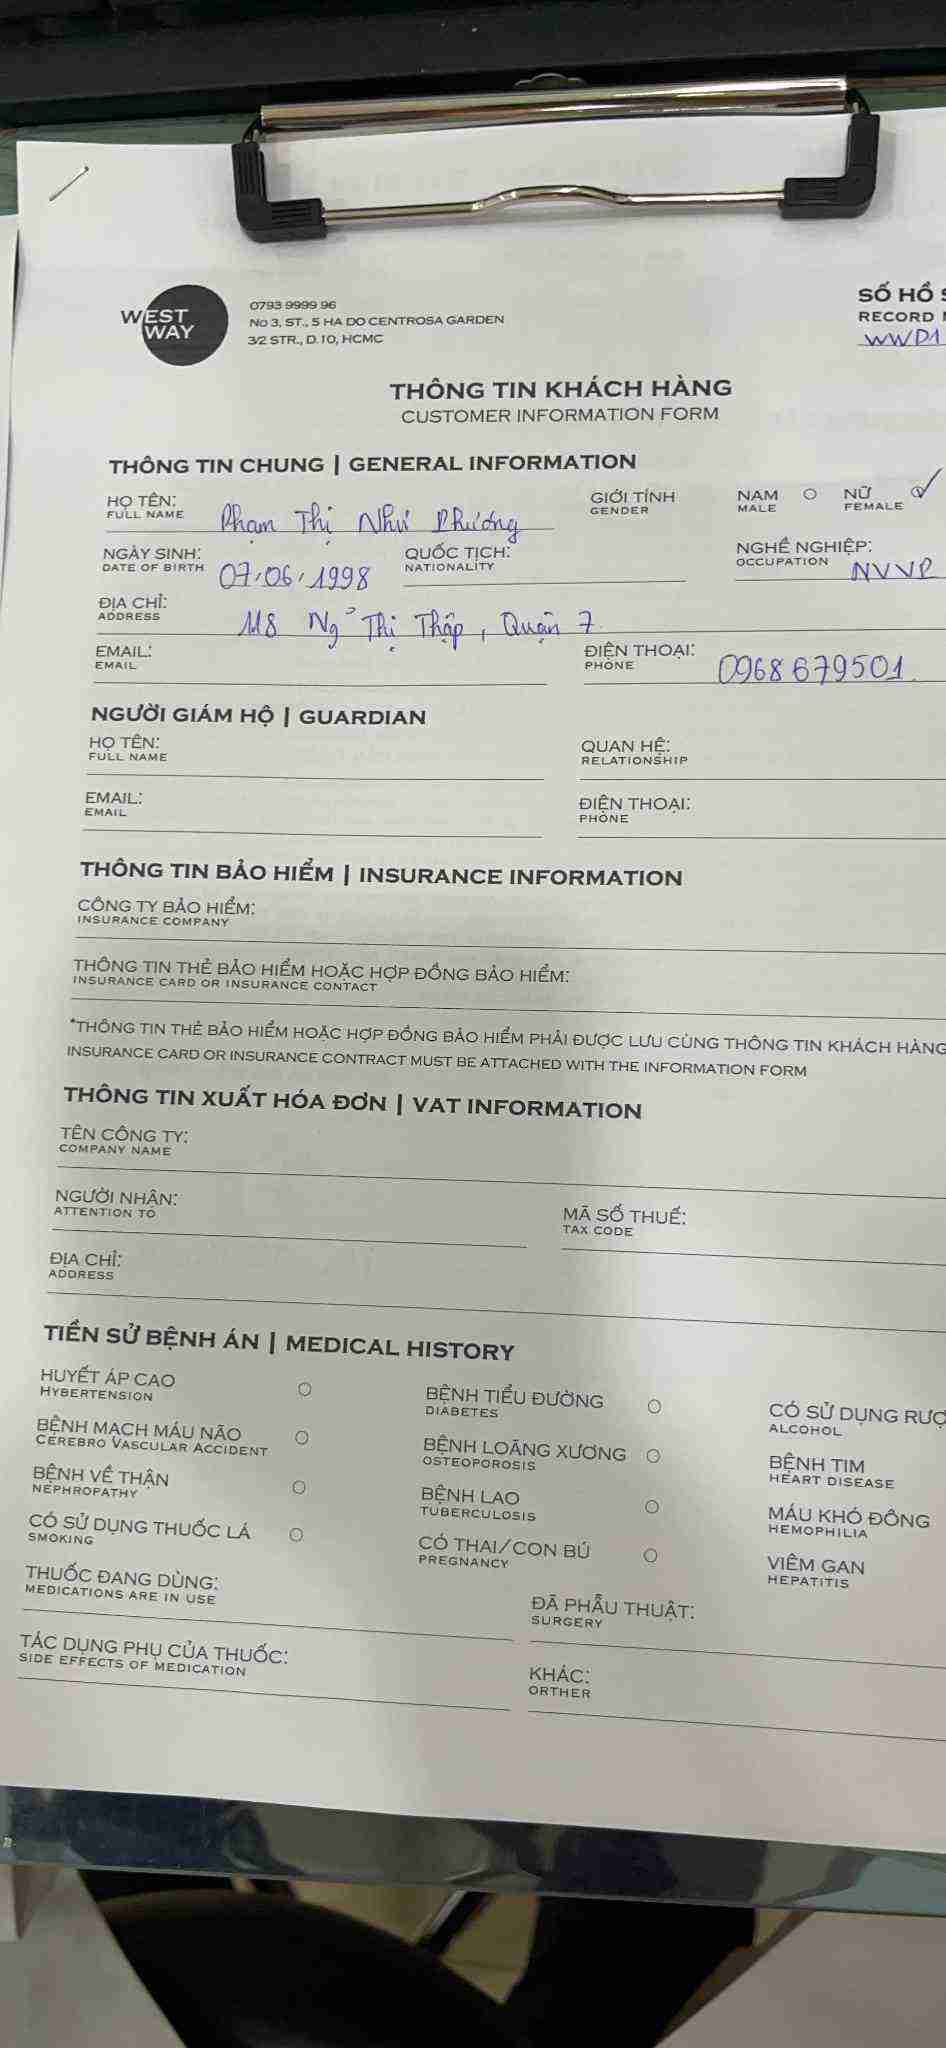 WEST
WAY
0793 9999 96
No 3, ST., 5 HA DO CENTROSA GARDEN
3/2 STR., D.10, HCMC
SỐ HỒ
RECORD
WWD1
THÔNG TIN KHÁCH HÀNG
CUSTOMER INFORMATION FORM
THÔNG TIN CHUNG | GENERAL INFORMATION
HỌ TÊN: Phạm Thị Như Phương GIỚI TÍNH NAM NỮ
FULL NAME GENDER MALE FEMALE
NGÀY SINH: 07.06.1998 QUỐC TỊCH: NGHỀ NGHIỆP: NVVP
DATE OF BIRTH NATIONALITY OCCUPATION
ĐỊA CHỈ: Thị Thập, Quận 7
ADDRESS
EMAIL: ĐIỆN THOẠI: 0968 679501
EMAIL PHONE
NGƯỜI GIÁM HỘ | GUARDIAN
HỌ TÊN: QUAN HỆ:
FULL NAME RELATIONSHIP
EMAIL: ĐIỆN THOẠI:
EMAIL PHONE
THÔNG TIN BẢO HIỂM | INSURANCE INFORMATION
CÔNG TY BẢO HIỂM:
INSURANCE COMPANY
THÔNG TIN THẺ BẢO HIỂM HOẶC HỢP ĐỒNG BẢO HIỂM:
INSURANCE CARD OR INSURANCE CONTACT
*THÔNG TIN THẺ BẢO HIỂM HOẶC HỢP ĐỒNG BẢO HIỂM PHẢI ĐƯỢC LƯU CÙNG THÔNG TIN KHÁCH HÀNG
INSURANCE CARD OR INSURANCE CONTRACT MUST BE ATTACHED WITH THE INFORMATION FORM
THÔNG TIN XUẤT HÓA ĐƠN | VAT INFORMATION
TÊN CÔNG TY:
COMPANY NAME
NGƯỜI NHẬN: MÃ SỐ THUẾ:
ATTENTION TO TAX CODE
ĐỊA CHỈ:
ADDRESS
TIỀN SỬ BỆNH ÁN | MEDICAL HISTORY
HUYẾT ÁP CAO BỆNH TIỂU ĐƯỜNG CÓ SỬ DỤNG
HYBERTENSION DIABETES ALCOHOL
BỆNH MẠCH MÁU NÃO BỆNH LOÃNG XƯƠNG BỆNH TIM
CEREBRO VASCULAR ACCIDENT OSTEOPOROSIS HEART DISEASE
BỆNH VỀ THẬN BỆNH LAO MÁU KHÓ ĐÔNG
NEPHROPATHY TUBERCULOSIS HEMOPHILIA
CÓ SỬ DỤNG THUỐC LÁ CÓ THAI/CON BÚ VIÊM GAN
SMOKING PREGNANCY HEPATITIS
THUỐC ĐANG DÙNG: ĐÃ PHẪU THUẬT:
MEDICATIONS ARE IN USE SURGERY
TÁC DỤNG PHỤ CỦA THUỐC: KHÁC:
SIDE EFFECTS OF MEDICATION ORTHER